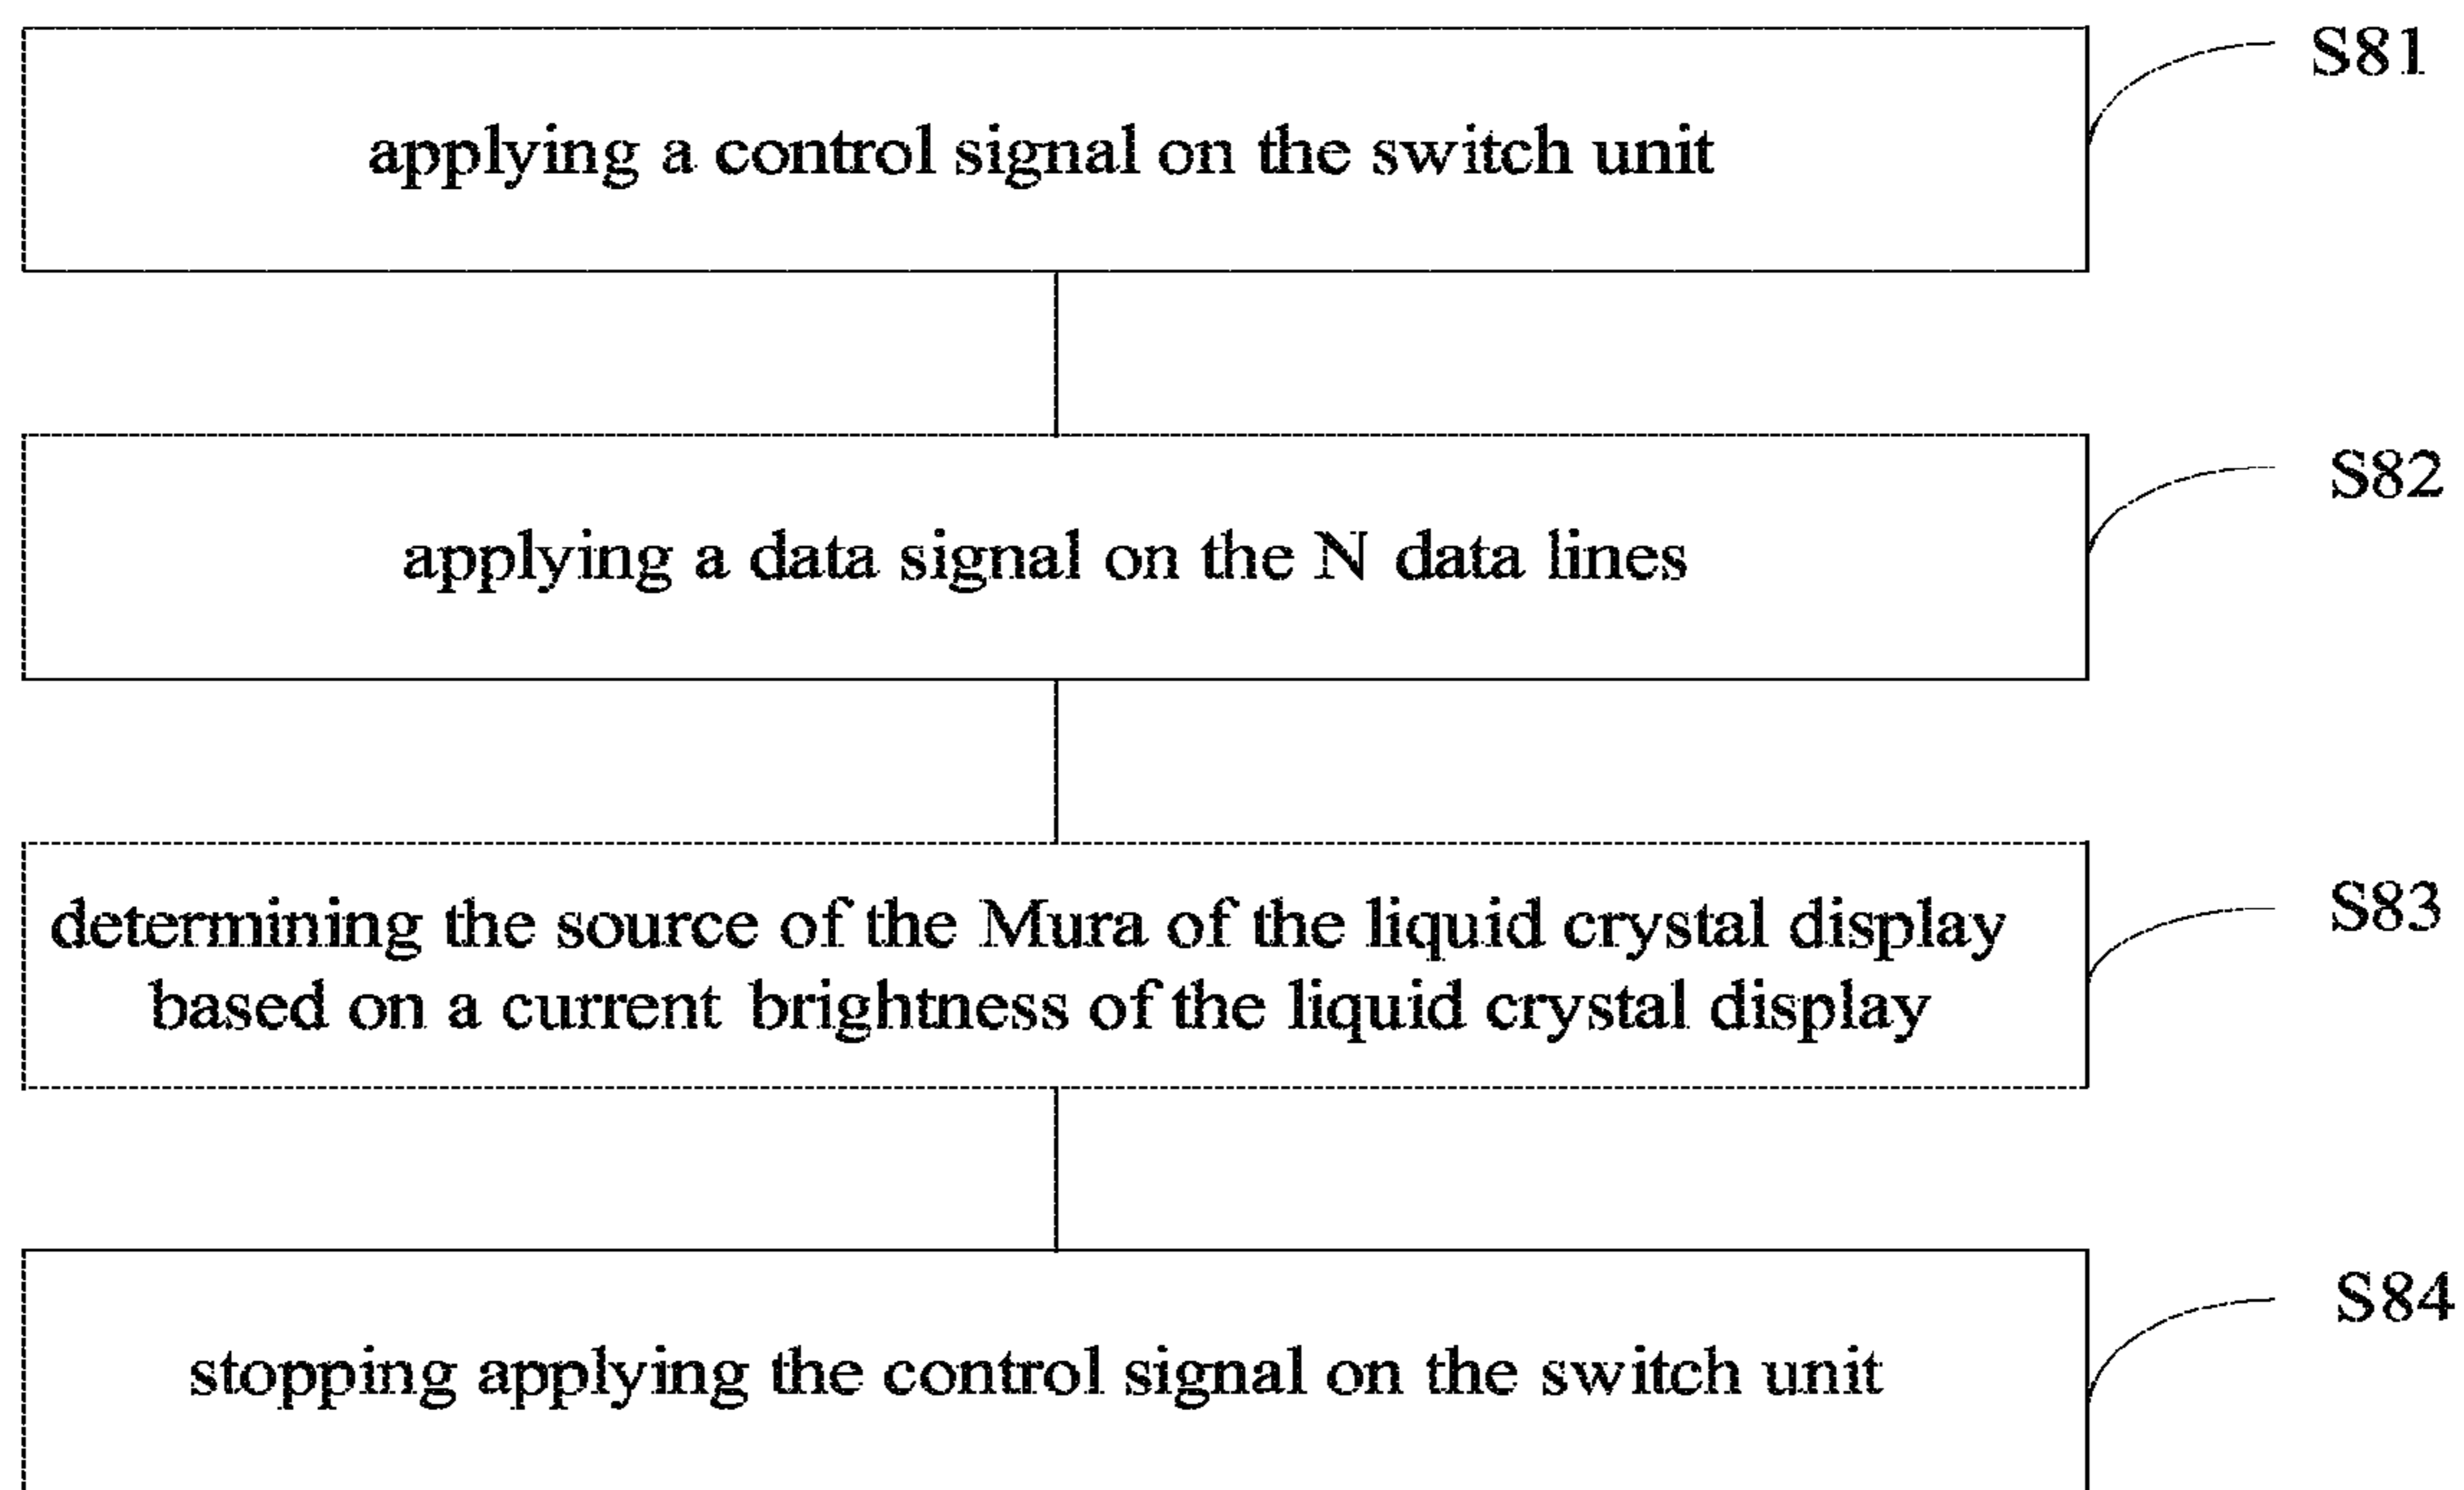 S81
applying a control signal on the switch unit
S82
applying a data signal on the N data lines
S83
determining the source of the Mura of the liquid crystal display
based on a current brightness of the liquid crystal display
S84
stopping applying the control signal on the switch unit